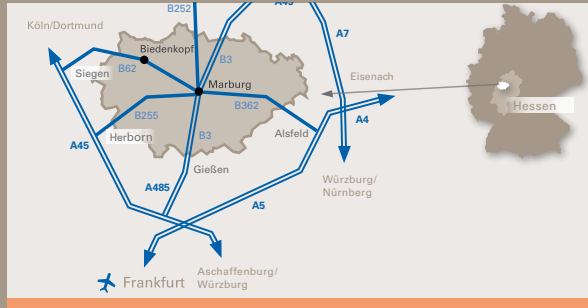 B252
A49
Köln/Dortmund
A7
Biedenkopf
B3
Siegen
B62
Marburg
Eisenach
B255
B362
Hessen
A4
A45
Herborn
B3
Alsfeld
Gießen
A485
Würzburg/
Nürnberg
A5
Frankfurt
Aschaffenburg/
Würzburg